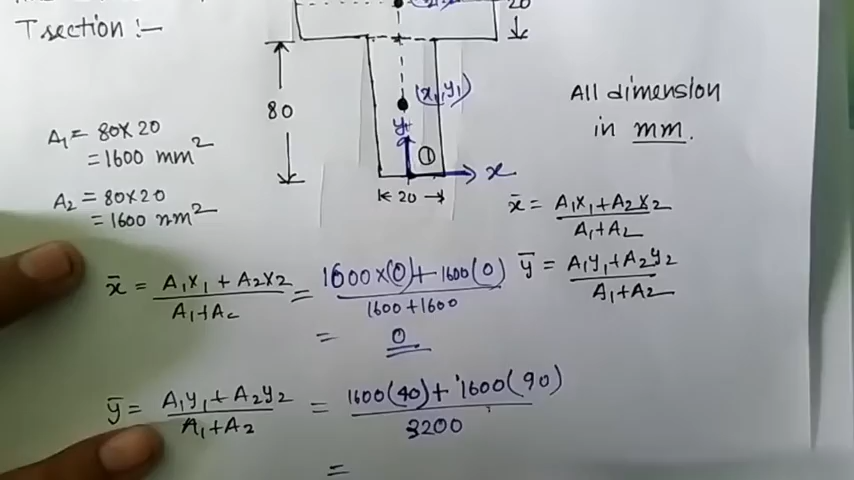 20
T section :-
(x1, y1)
80
All dimension
in mm.
A1 = 80x20
= 1600 mm2
y
①
x
A2 = 80x20
= 1600 mm2
20
x̄ = A1x1 + A2x2 / A1+A2
ȳ = A1y1 + A2y2 / A1+A2
x̄ = A1x1 + A2x2 / A1+A2 = 1600x(0) + 1600(0) / 1600+1600
= 0
ȳ = A1y1 + A2y2 / A1+A2 = 1600(40) + 1600(90) / 3200
=